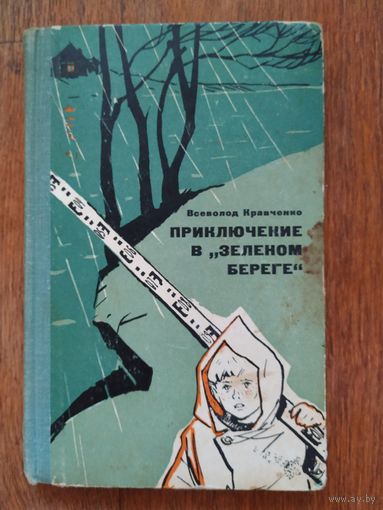 Всеволод Кравченко
ПРИКЛЮЧЕНИЕ
В „ЗЕЛЕНОМ
БЕРЕГЕ“
www.ay.by